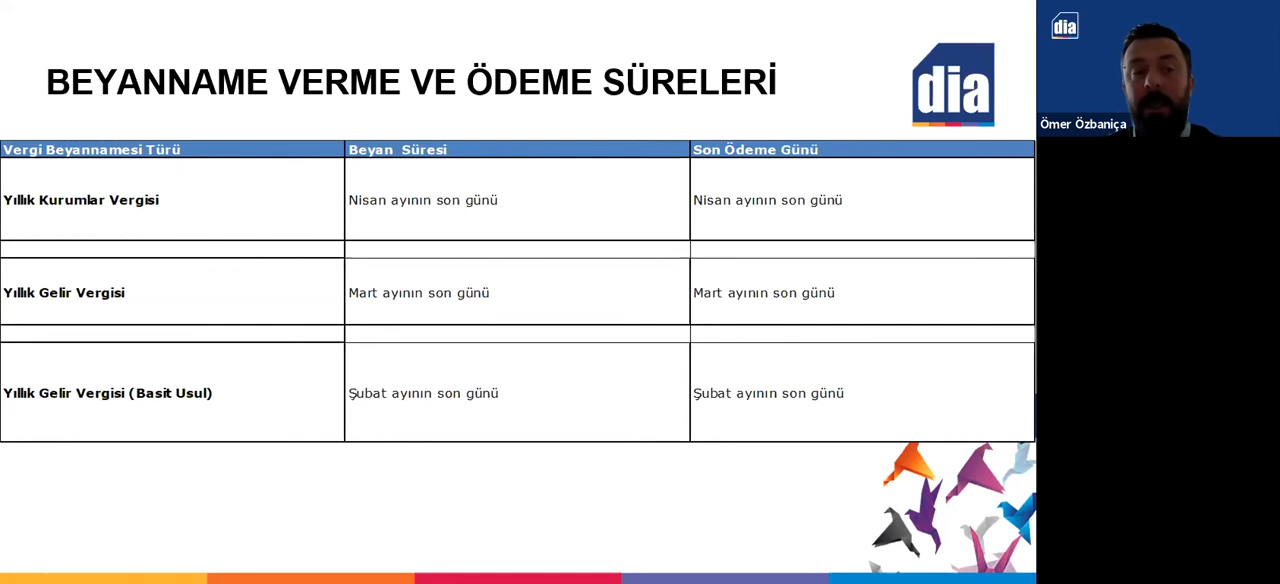 dia
BEYANNAME VERME VE ÖDEME SÜRELERİ
dia
Ömer Özbaniça
Vergi Beyannamesi Türü Beyan Süresi Son Ödeme Günü
Yıllık Kurumlar Vergisi Nisan ayının son günü Nisan ayının son günü
Yıllık Gelir Vergisi Mart ayının son günü Mart ayının son günü
Yıllık Gelir Vergisi (Basit Usul) Şubat ayının son günü Şubat ayının son günü